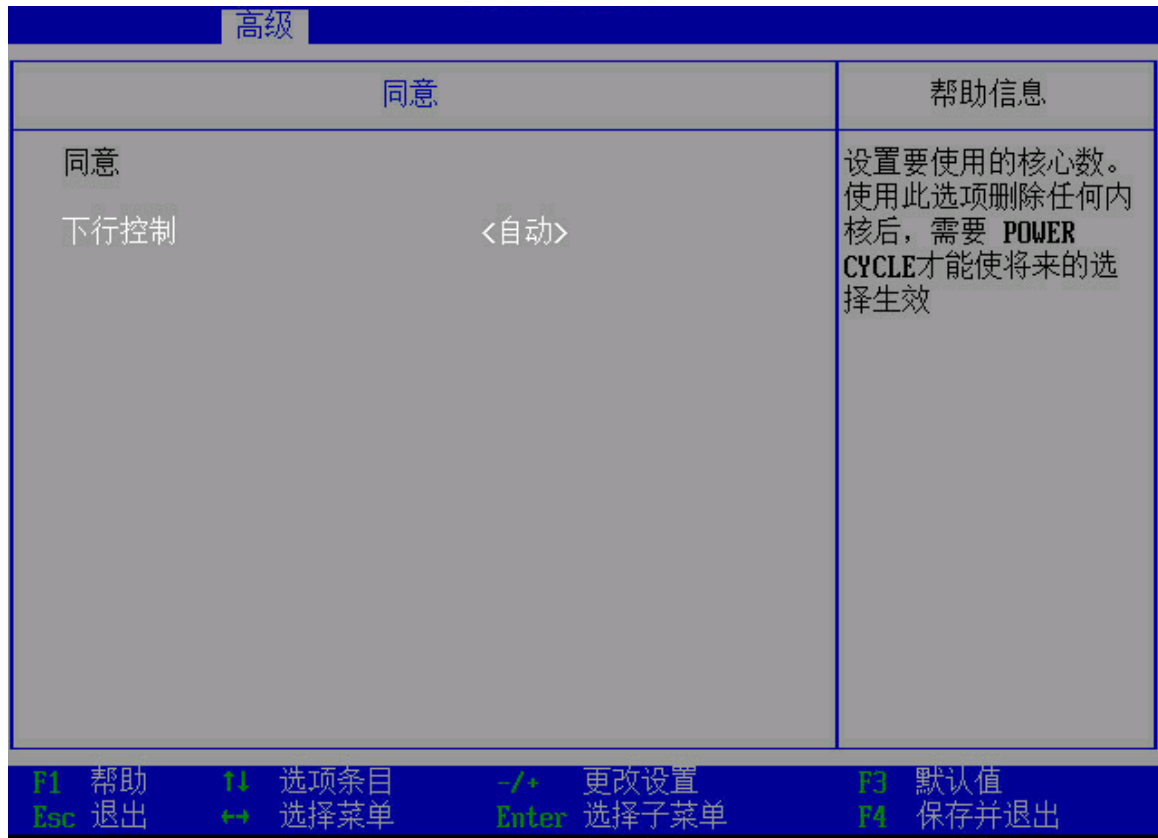 高级
同意
帮助信息
同意
下行控制 <自动>
设置要使用的核心数。
使用此选项删除任何内
核后，需要 POWER
CYCLE才能使将来的选
择生效
F1 帮助 ↑↓ 选项条目 -/+ 更改设置 F3 默认值
Esc 退出 ←→ 选择菜单 Enter 选择子菜单 F4 保存并退出